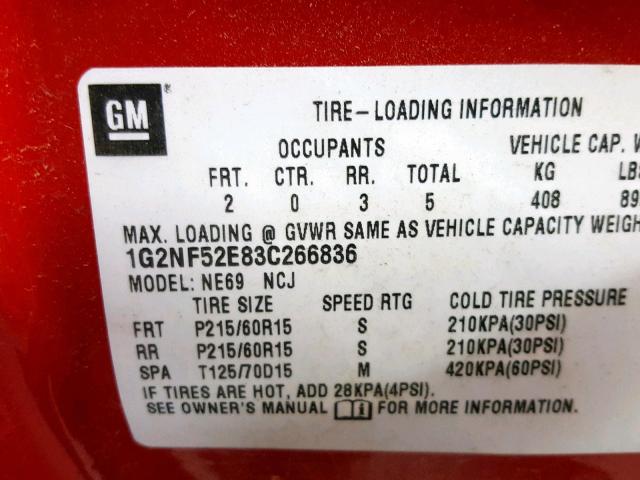 GM ®
TIRE-LOADING INFORMATION
OCCUPANTS VEHICLE CAP. W
FRT. CTR. RR. TOTAL KG LB
2 0 3 5 408 89
MAX. LOADING @ GVWR SAME AS VEHICLE CAPACITY WEIGH
1G2NF52E83C266836
MODEL: NE69 NCJ
TIRE SIZE SPEED RTG COLD TIRE PRESSURE
FRT P215/60R15 S 210KPA(30PSI)
RR P215/60R15 S 210KPA(30PSI)
SPA T125/70D15 M 420KPA(60PSI)
IF TIRES ARE HOT, ADD 28KPA(4PSI).
SEE OWNER'S MANUAL FOR MORE INFORMATION.